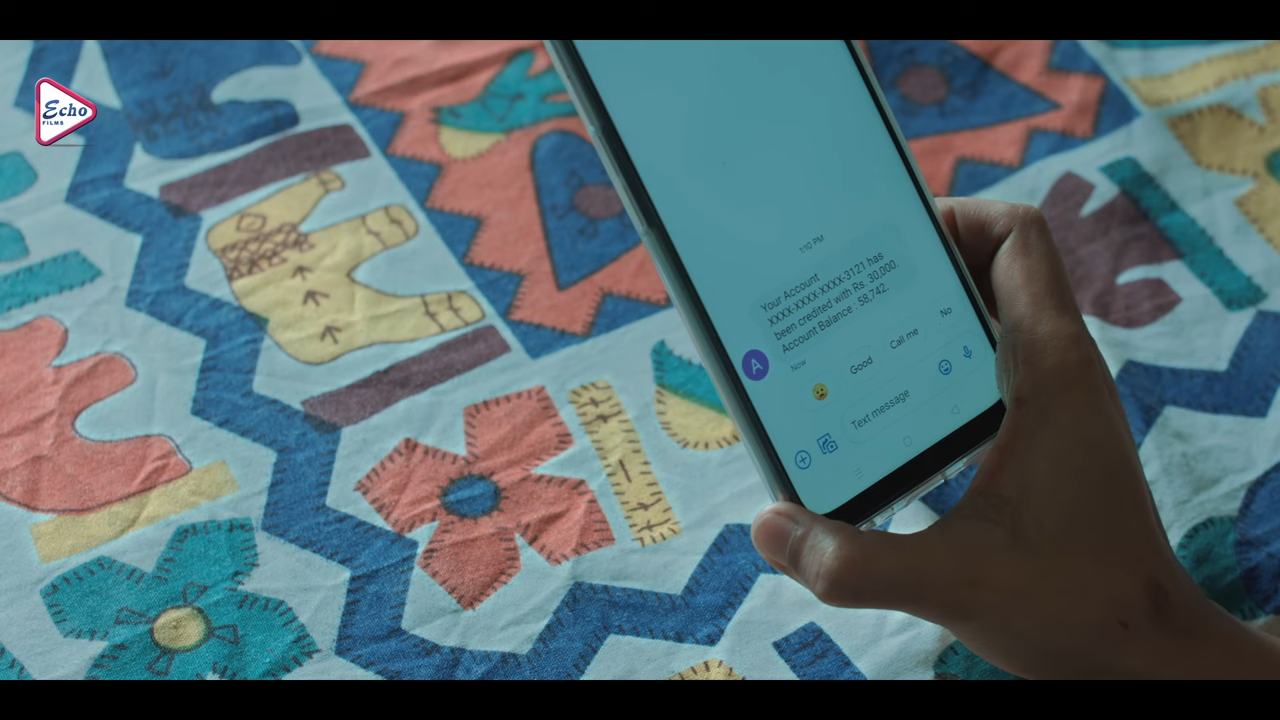 Echo
FILMS
1:10 PM
Your Account
XXXX-XXXX-XXXX-3121 has
been credited with Rs. 30,000.
Account Balance : 58,742.
A
Now
Good
Call me
No
Text message